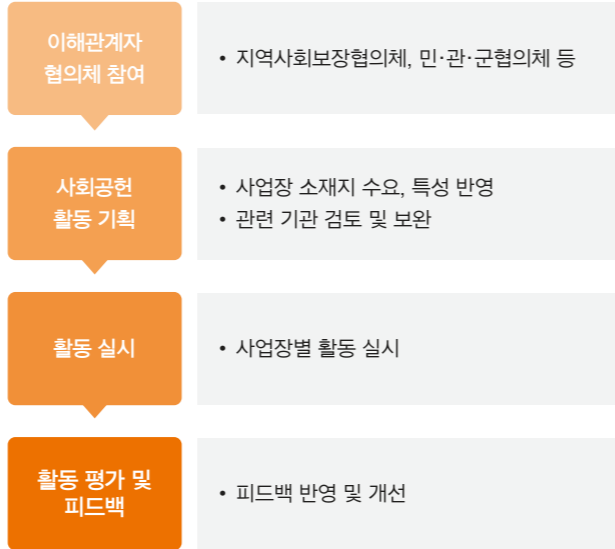 이해관계자
협의체 참여
• 지역사회보장협의체, 민·관·군협의체 등
사회공헌
활동 기획
• 사업장 소재지 수요, 특성 반영
• 관련 기관 검토 및 보완
활동 실시
• 사업장별 활동 실시
활동 평가 및
피드백
• 피드백 반영 및 개선